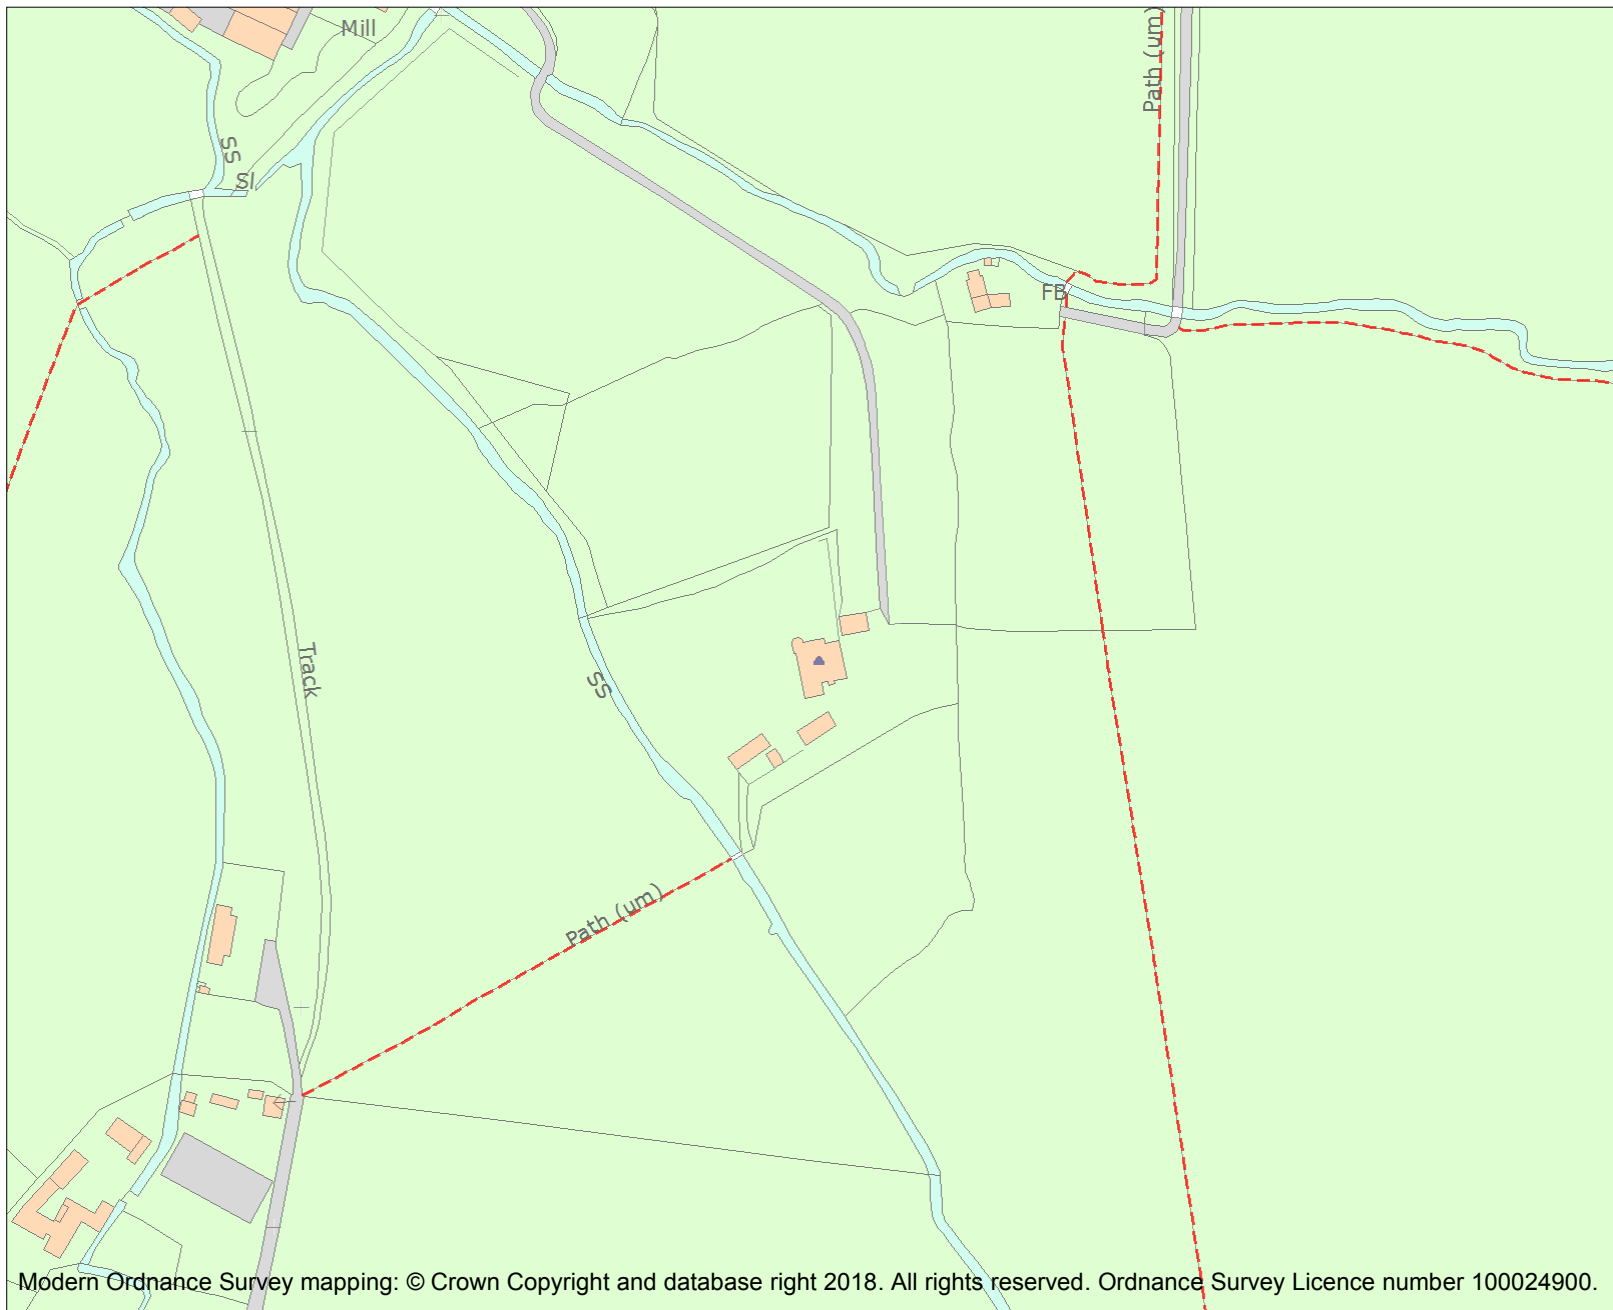 Mill
Path (um)
SS
Sl
FB
Track
SS
Path (um)
Modern Ordnance Survey mapping: © Crown Copyright and database right 2018. All rights reserved. Ordnance Survey Licence number 100024900.